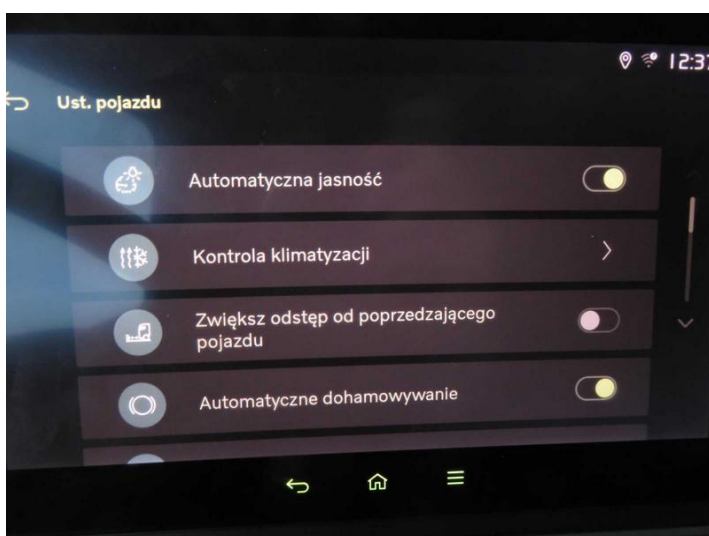 12:37
Ust. pojazdu
Automatyczna jasność
Kontrola klimatyzacji
Zwiększ odstęp od poprzedzającego
pojazdu
Automatyczne dohamowywanie